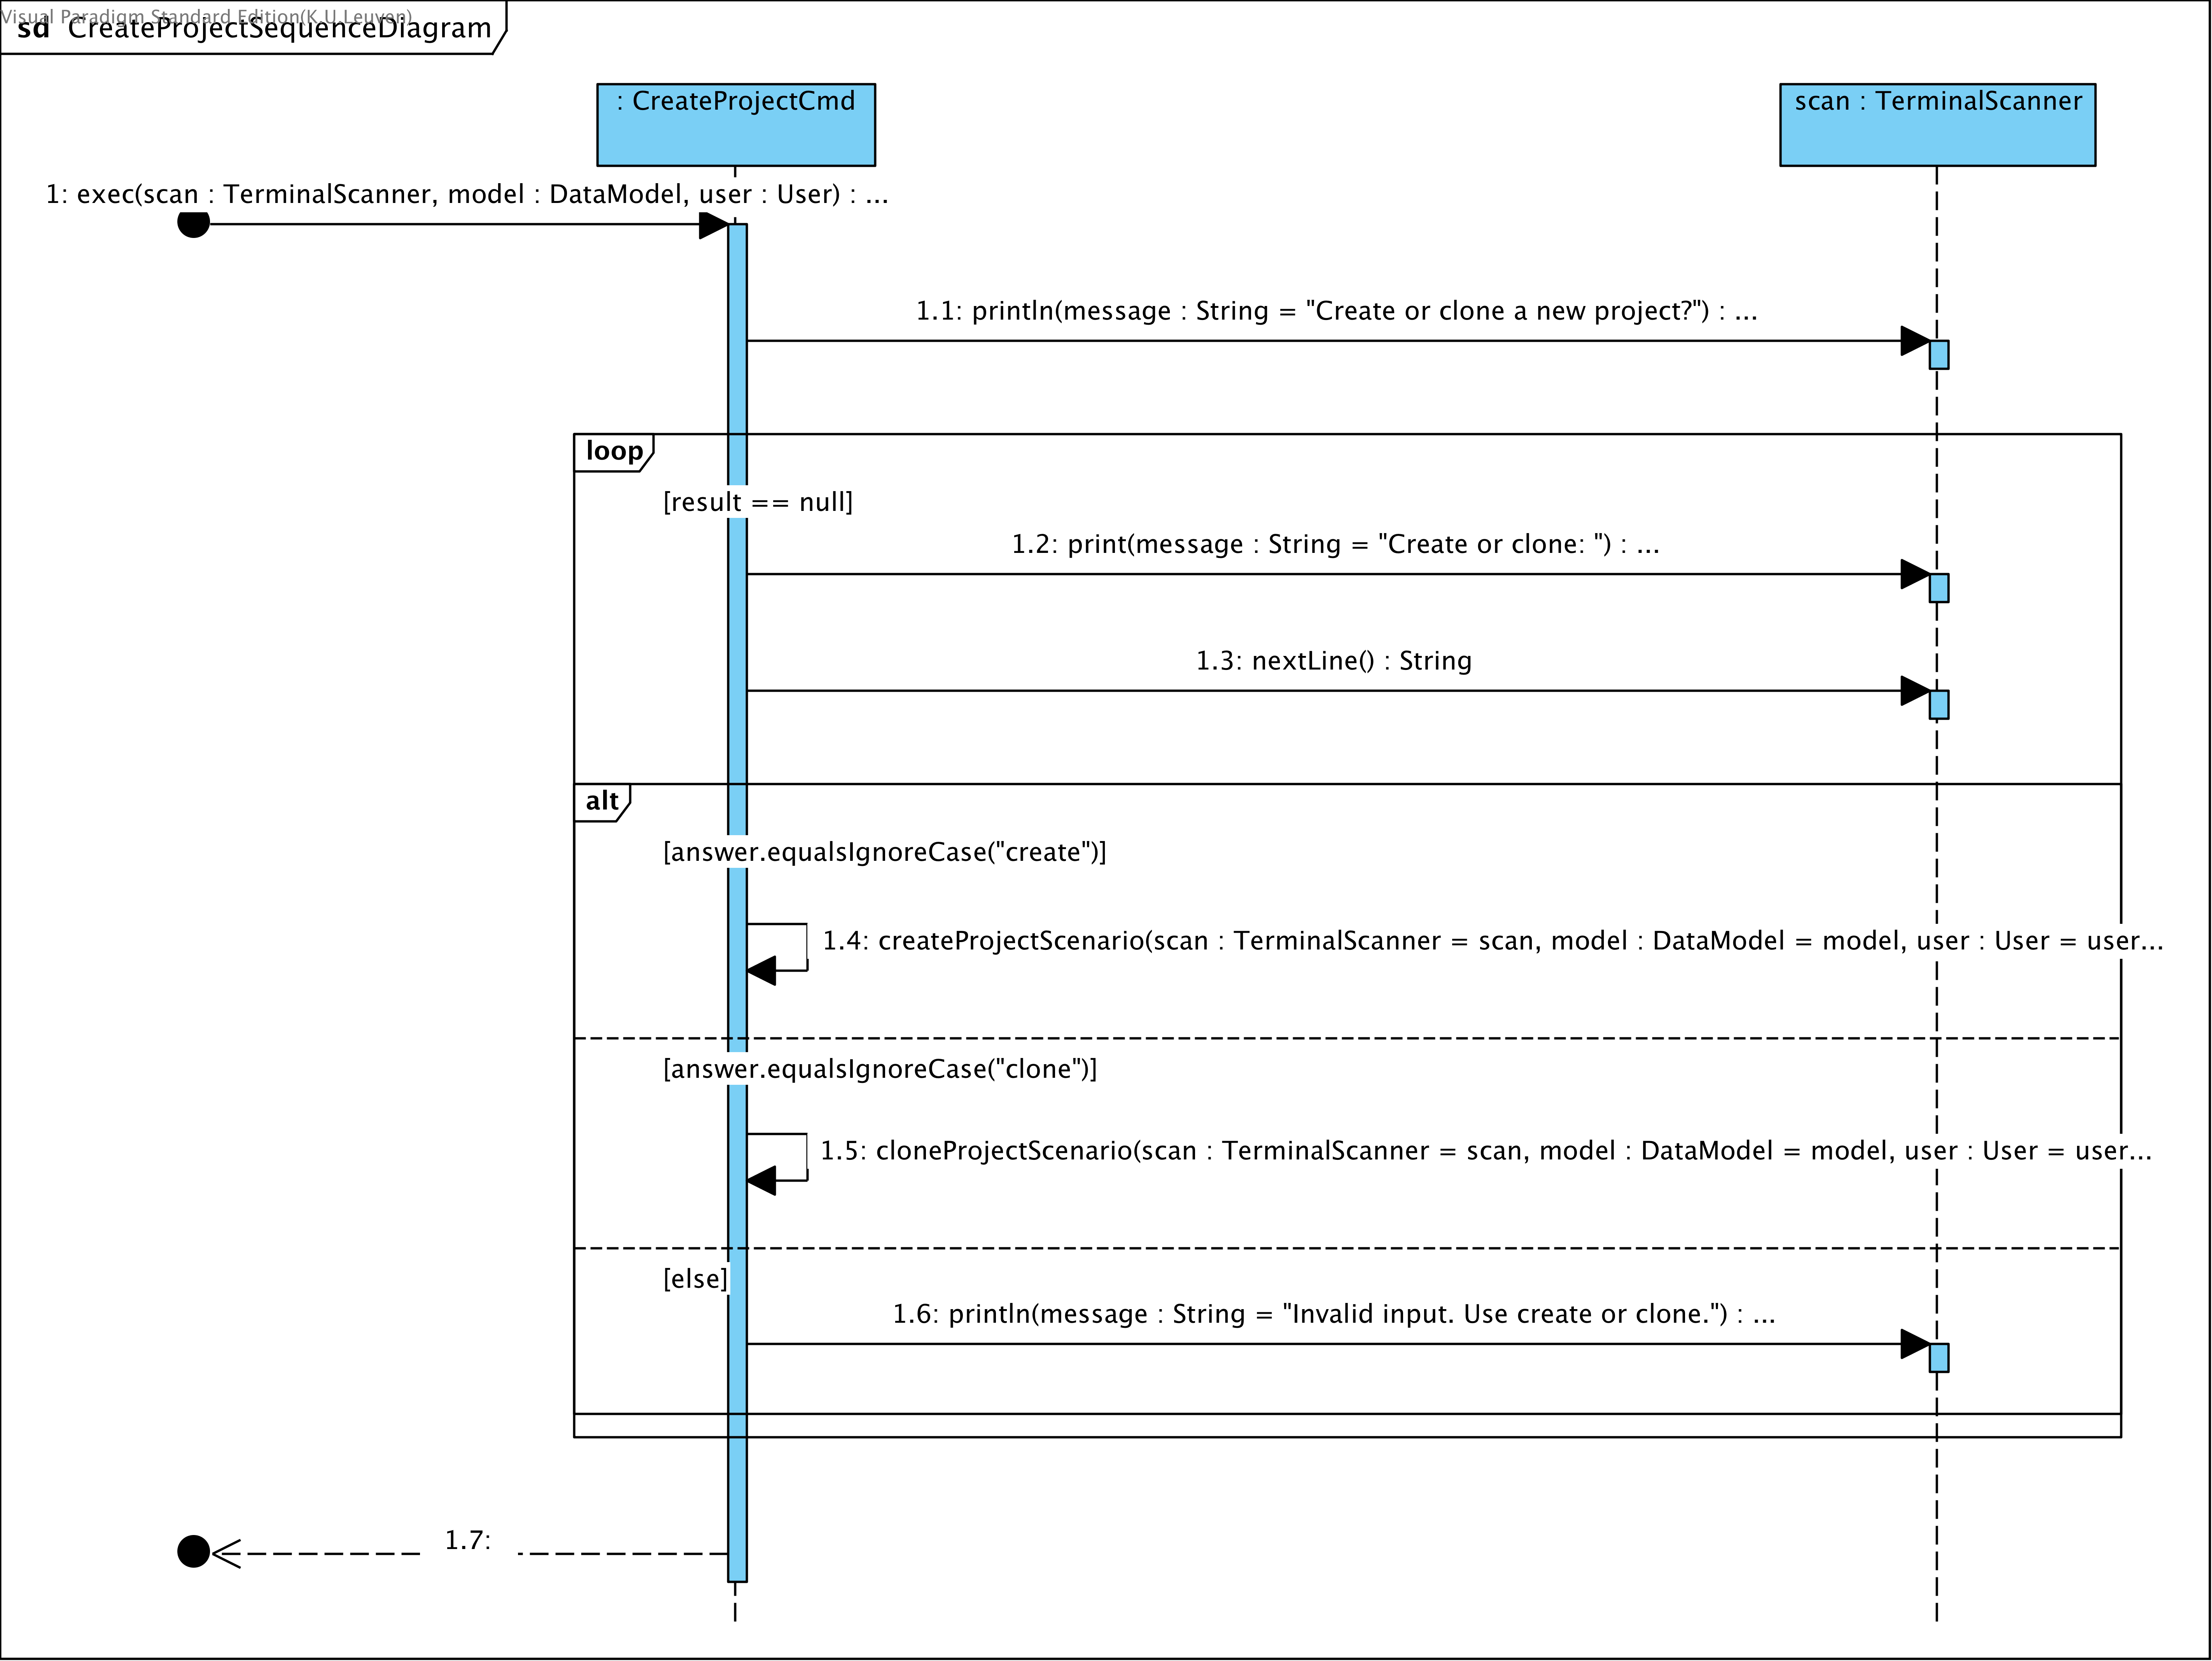 Visual Paradigm Standard Edition(K.U.Leuven)
sd CreateProjectSequenceDiagram
: CreateProjectCmd
scan : TerminalScanner
1: exec(scan : TerminalScanner, model : DataModel, user : User) : ...
1.1: println(message : String = "Create or clone a new project?") : ...
loop
[result == null]
1.2: print(message : String = "Create or clone: ") : ...
1.3: nextLine() : String
alt
[answer.equalsIgnoreCase("create")]
1.4: createProjectScenario(scan : TerminalScanner = scan, model : DataModel = model, user : User = user...
[answer.equalsIgnoreCase("clone")]
1.5: cloneProjectScenario(scan : TerminalScanner = scan, model : DataModel = model, user : User = user...
[else]
1.6: println(message : String = "Invalid input. Use create or clone.") : ...
1.7: